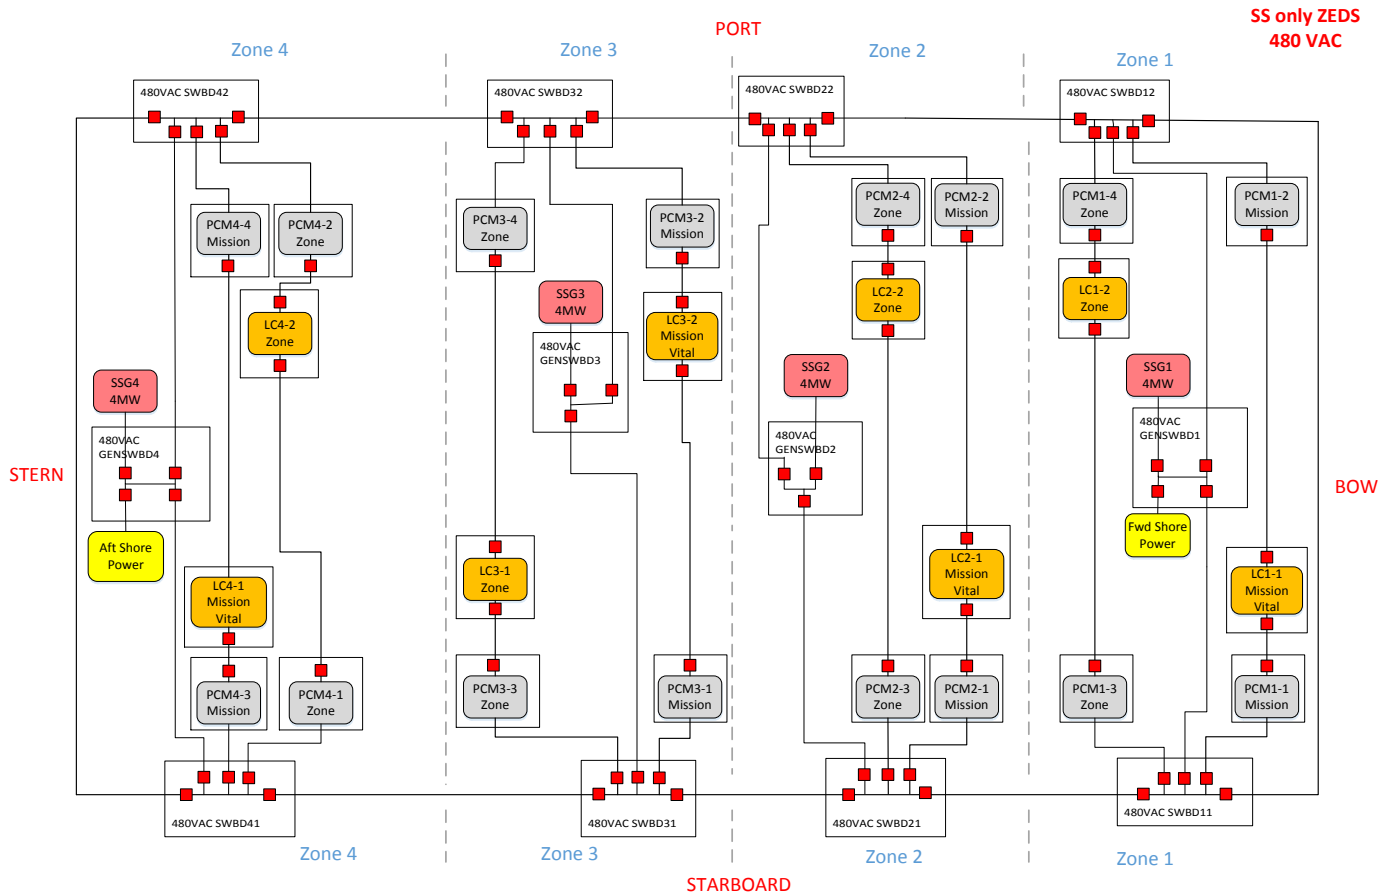 SS only ZEDS
480 VAC
PORT
Zone 4
Zone 3
Zone 2
Zone 1
480VAC SWBD42
480VAC SWBD32
480VAC SWBD22
480VAC SWBD12
PCM4-4
Mission
PCM4-2
Zone
PCM3-4
Zone
PCM3-2
Mission
PCM2-4
Zone
PCM2-2
Mission
PCM1-4
Zone
PCM1-2
Mission
LC4-2
Zone
SSG3
4MW
LC3-2
Mission
Vital
LC2-2
Zone
LC1-2
Zone
SSG4
4MW
480VAC
GENSWBD3
SSG2
4MW
SSG1
4MW
480VAC
GENSWBD4
480VAC
GENSWBD2
480VAC
GENSWBD1
STERN
BOW
Aft Shore
Power
Fwd Shore
Power
LC4-1
Mission
Vital
LC3-1
Zone
LC2-1
Mission
Vital
LC1-1
Mission
Vital
PCM4-3
Mission
PCM4-1
Zone
PCM3-3
Zone
PCM3-1
Mission
PCM2-3
Zone
PCM2-1
Mission
PCM1-3
Zone
PCM1-1
Mission
480VAC SWBD41
480VAC SWBD31
480VAC SWBD21
480VAC SWBD11
Zone 4
Zone 3
Zone 2
Zone 1
STARBOARD